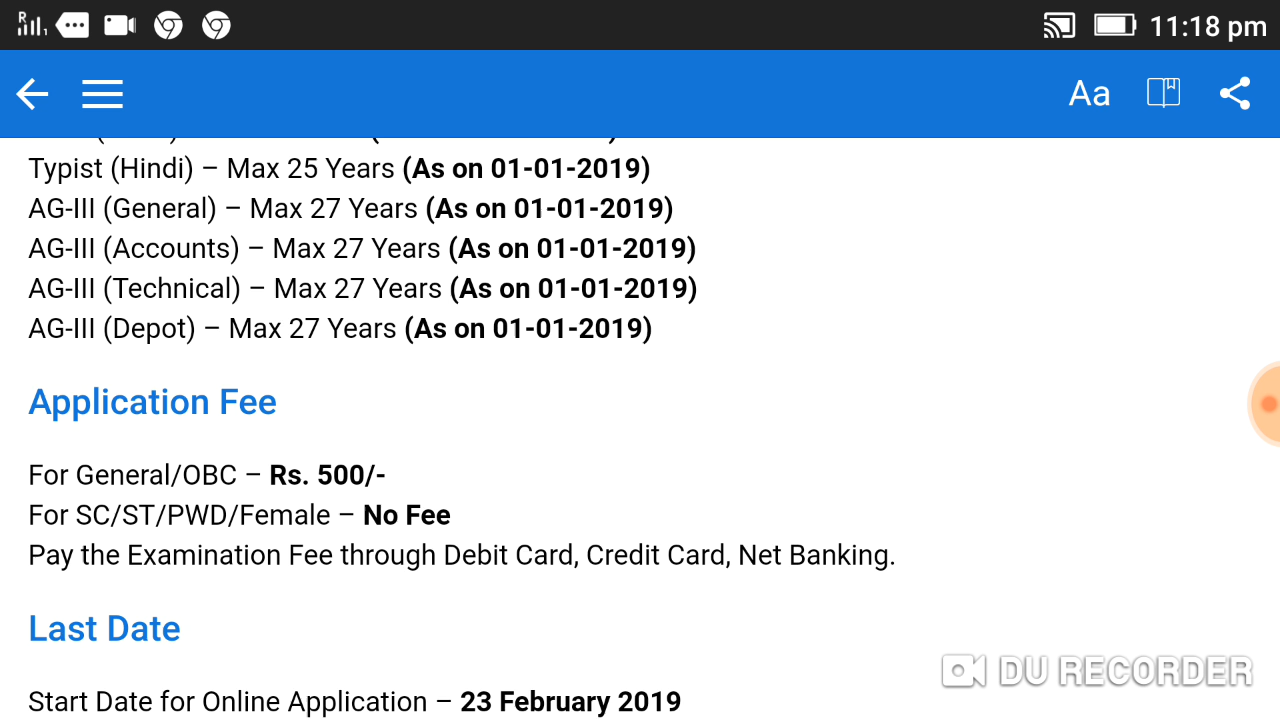 11:18 pm
Aa
Typist (Hindi) – Max 25 Years (As on 01-01-2019)
AG-III (General) – Max 27 Years (As on 01-01-2019)
AG-III (Accounts) – Max 27 Years (As on 01-01-2019)
AG-III (Technical) – Max 27 Years (As on 01-01-2019)
AG-III (Depot) – Max 27 Years (As on 01-01-2019)
Application Fee
For General/OBC – Rs. 500/-
For SC/ST/PWD/Female – No Fee
Pay the Examination Fee through Debit Card, Credit Card, Net Banking.
Last Date
DU RECORDER
Start Date for Online Application – 23 February 2019